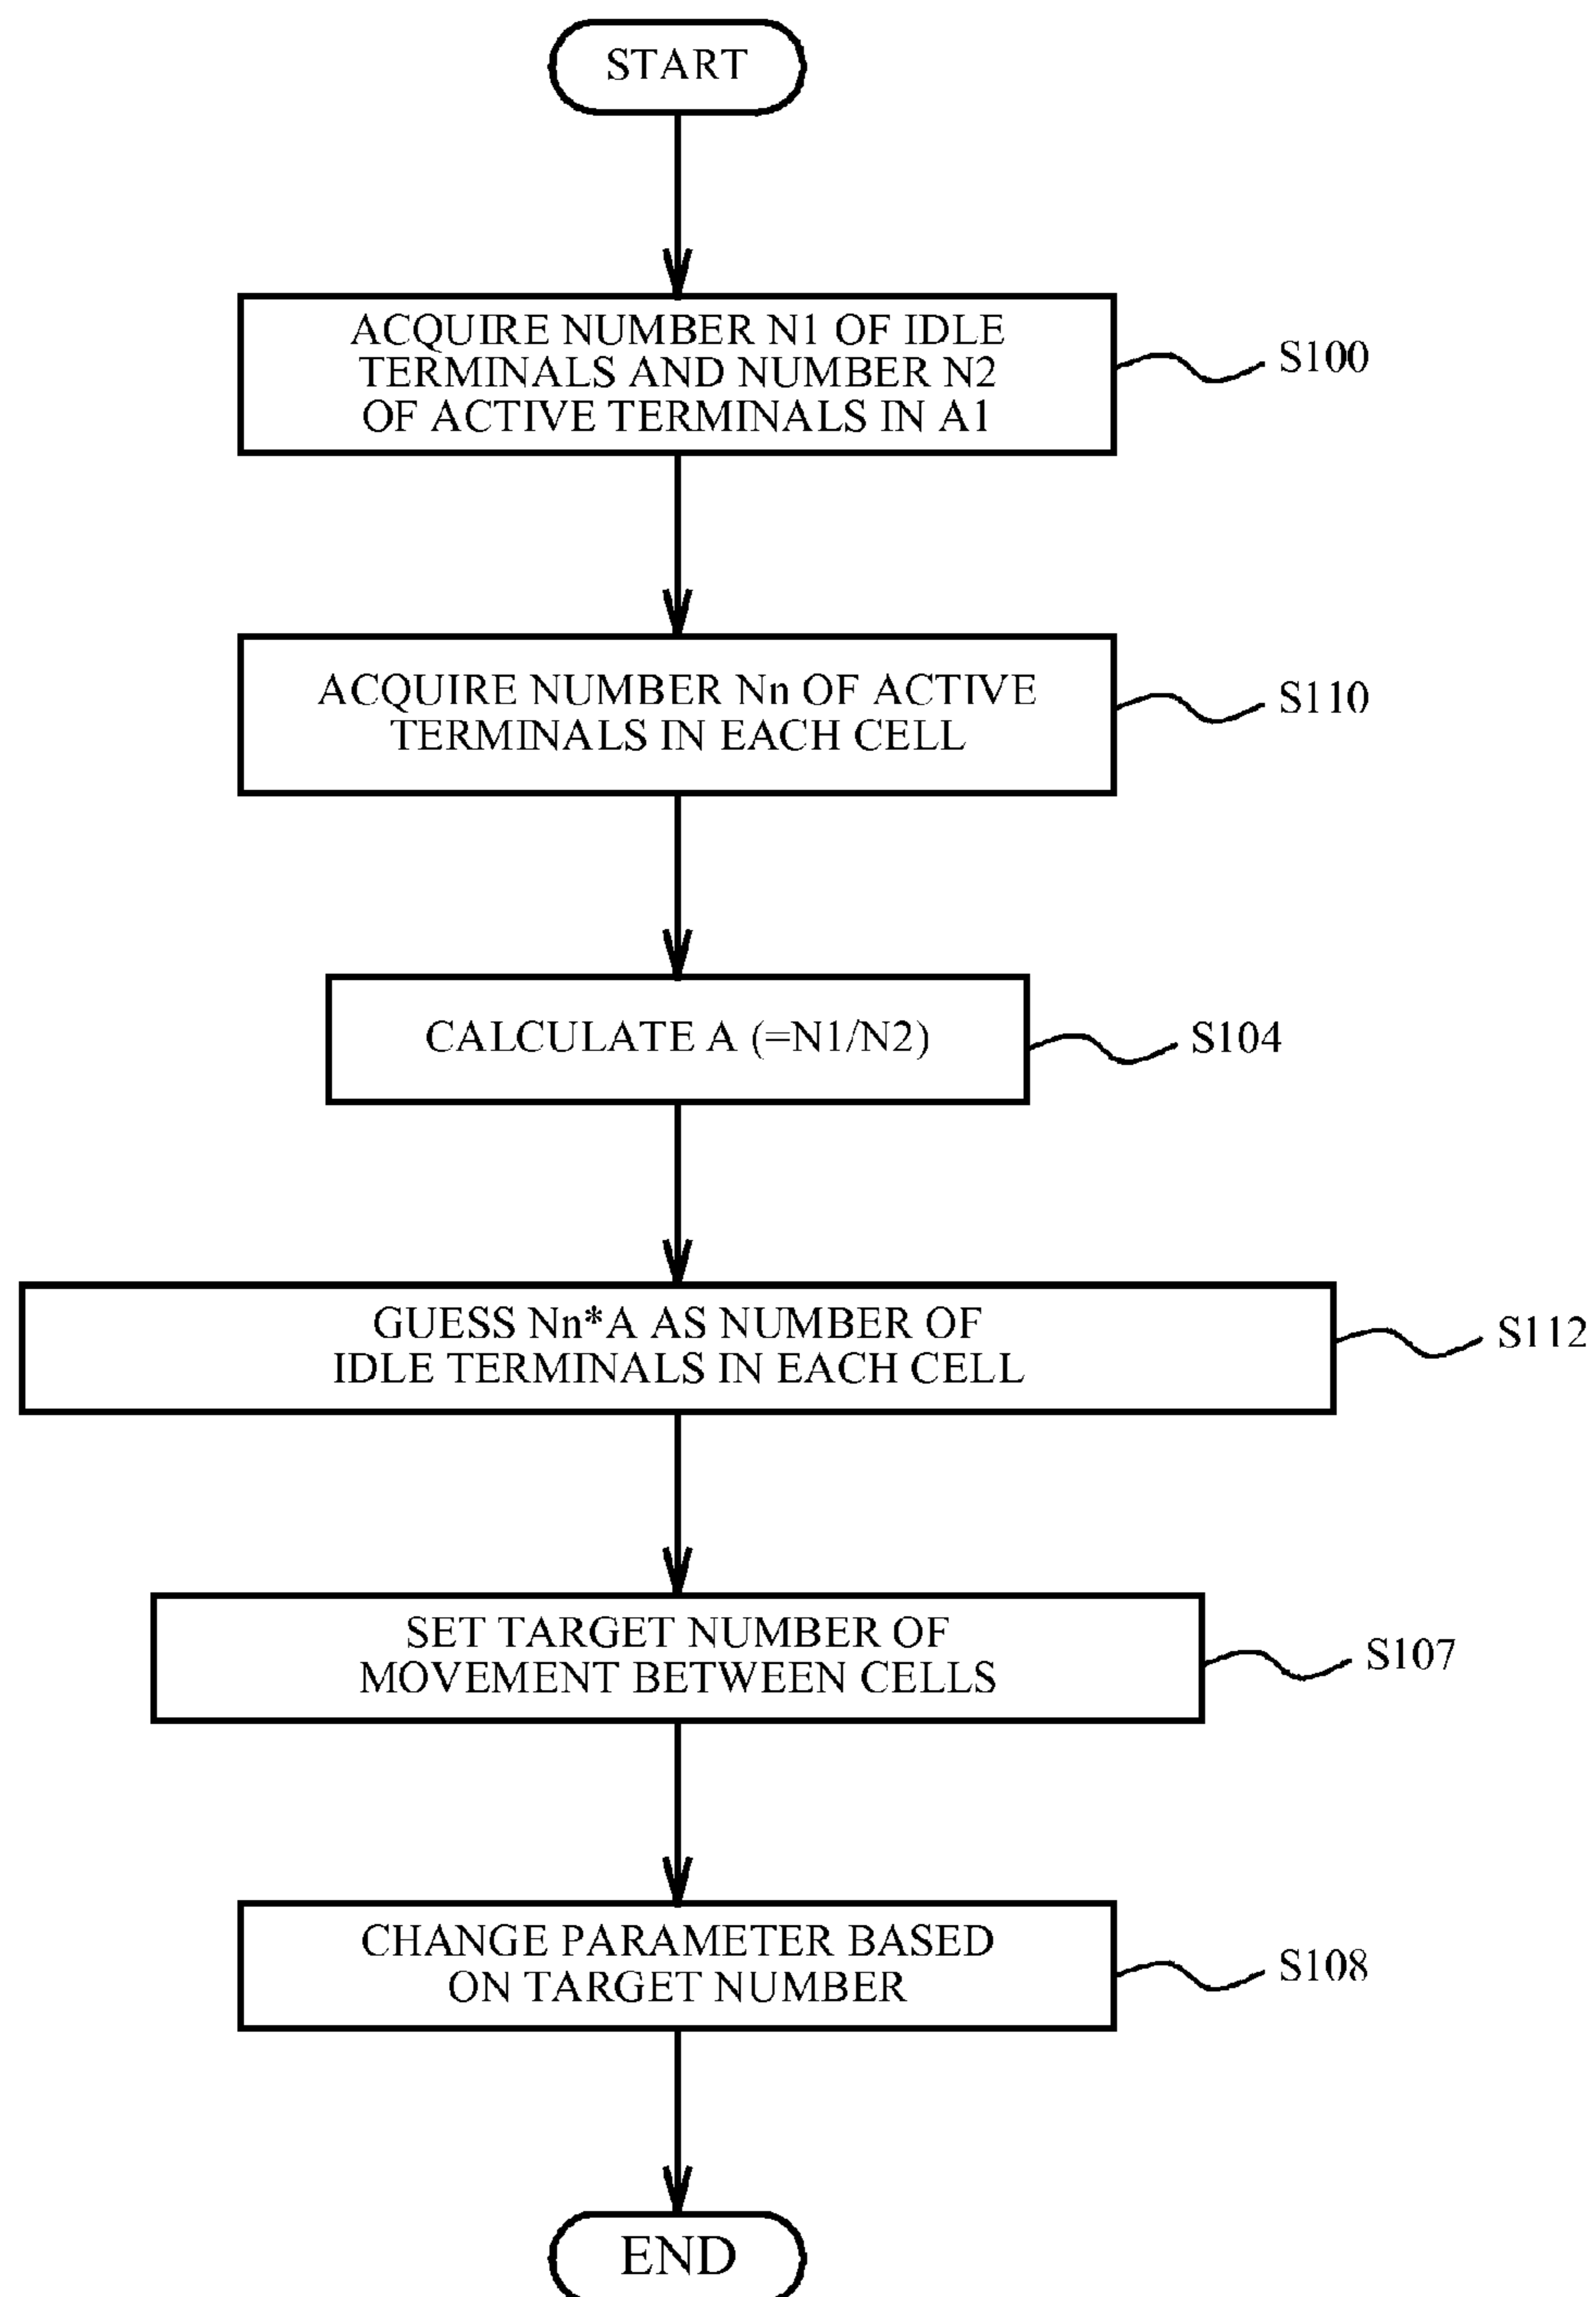 START
ACQUIRE NUMBER N1 OF IDLE
TERMINALS AND NUMBER N2
OF ACTIVE TERMINALS IN A1
S100
ACQUIRE NUMBER Nn OF ACTIVE
TERMINALS IN EACH CELL
S110
CALCULATE A (=N1/N2)
S104
GUESS Nn*A AS NUMBER OF
IDLE TERMINALS IN EACH CELL
S112
SET TARGET NUMBER OF
MOVEMENT BETWEEN CELLS
S107
CHANGE PARAMETER BASED
ON TARGET NUMBER
S108
END